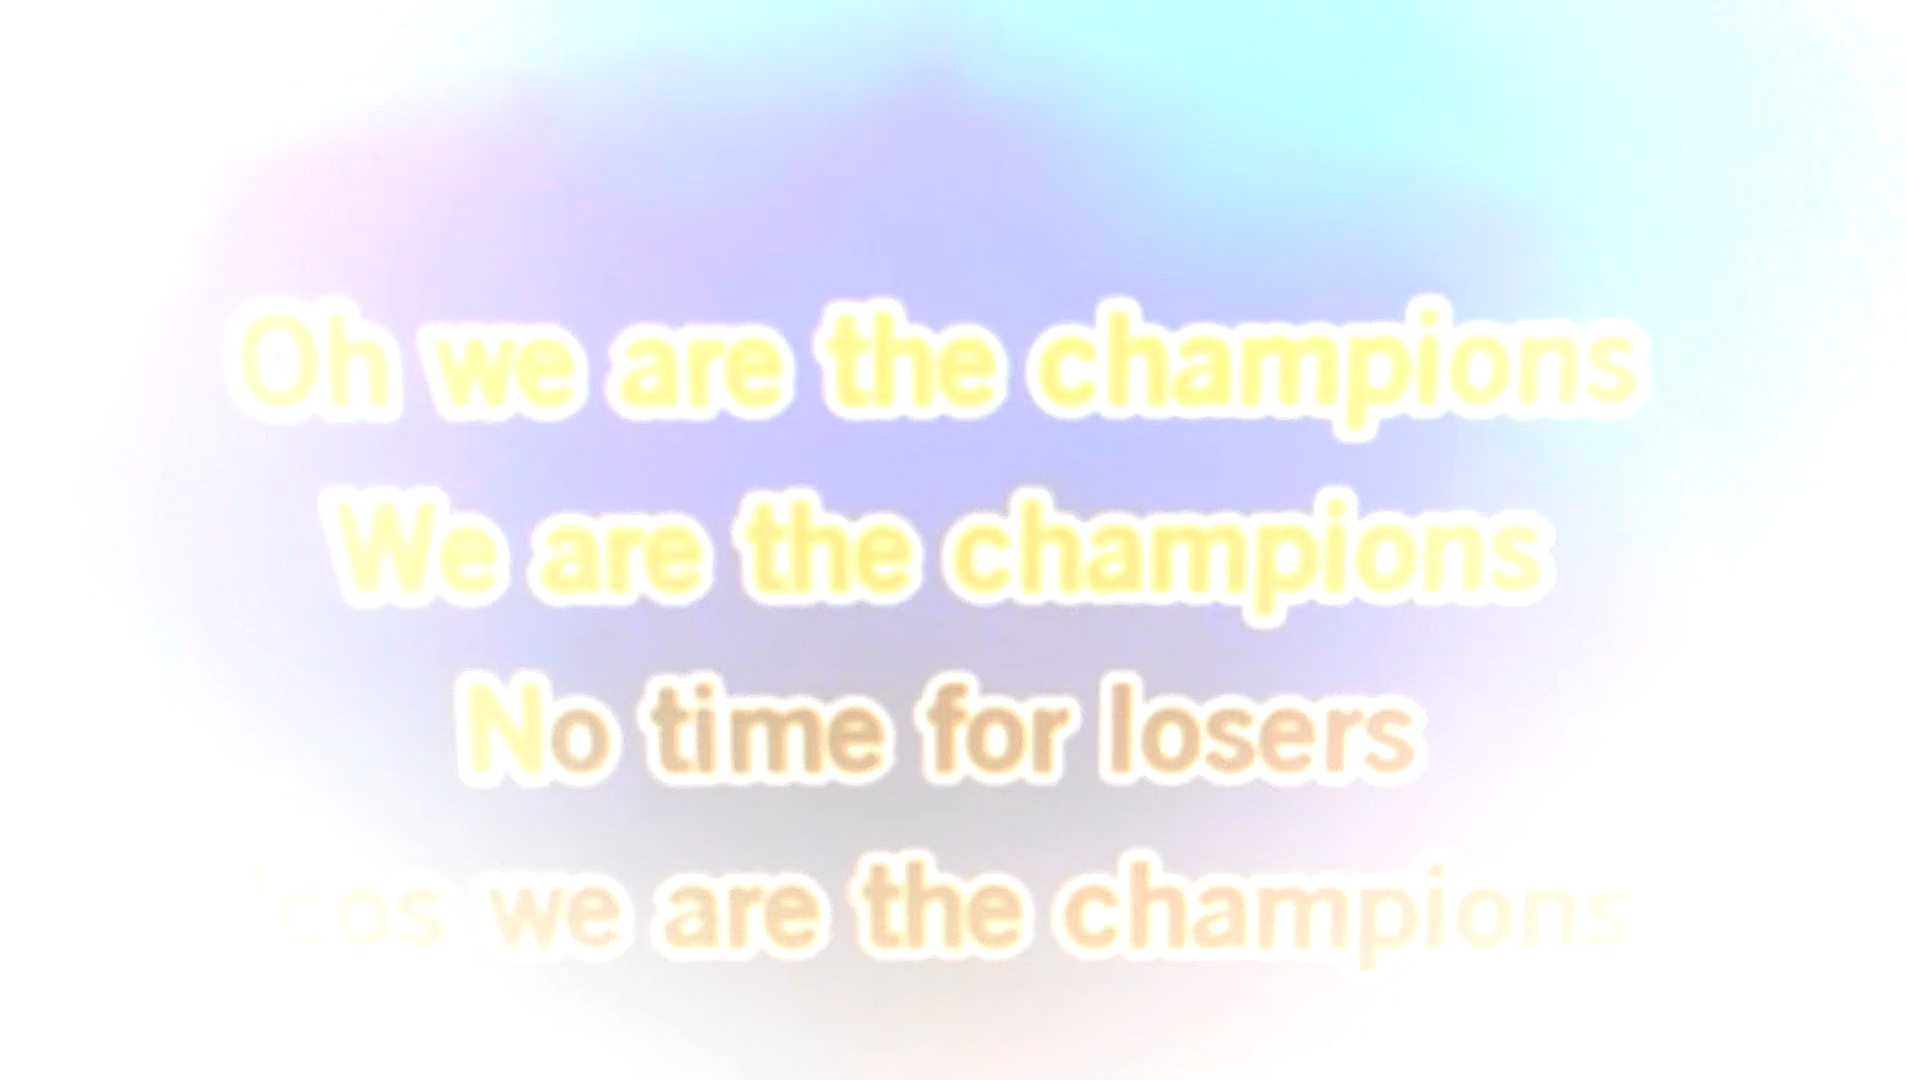 Oh we are the champions
We are the champions
No time for losers
'cos we are the champions